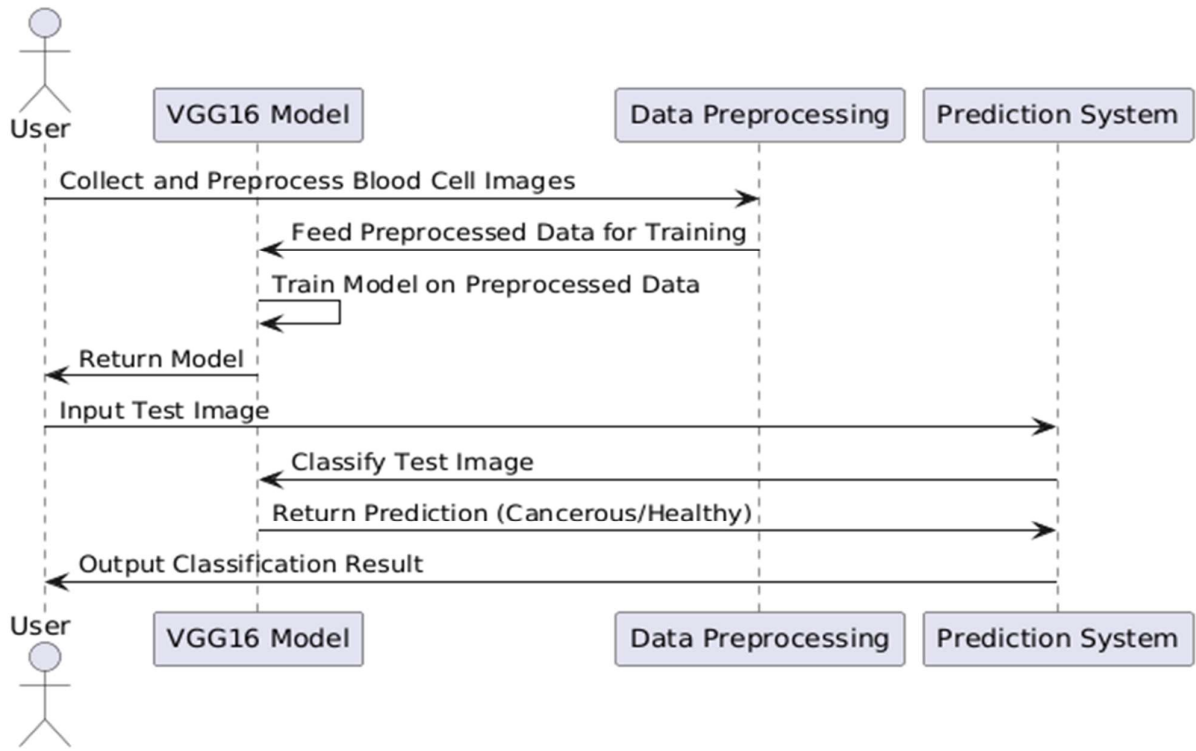 User
VGG16 Model
Data Preprocessing
Prediction System
Collect and Preprocess Blood Cell Images
Feed Preprocessed Data for Training
Train Model on Preprocessed Data
Return Model
Input Test Image
Classify Test Image
Return Prediction (Cancerous/Healthy)
Output Classification Result
User
VGG16 Model
Data Preprocessing
Prediction System